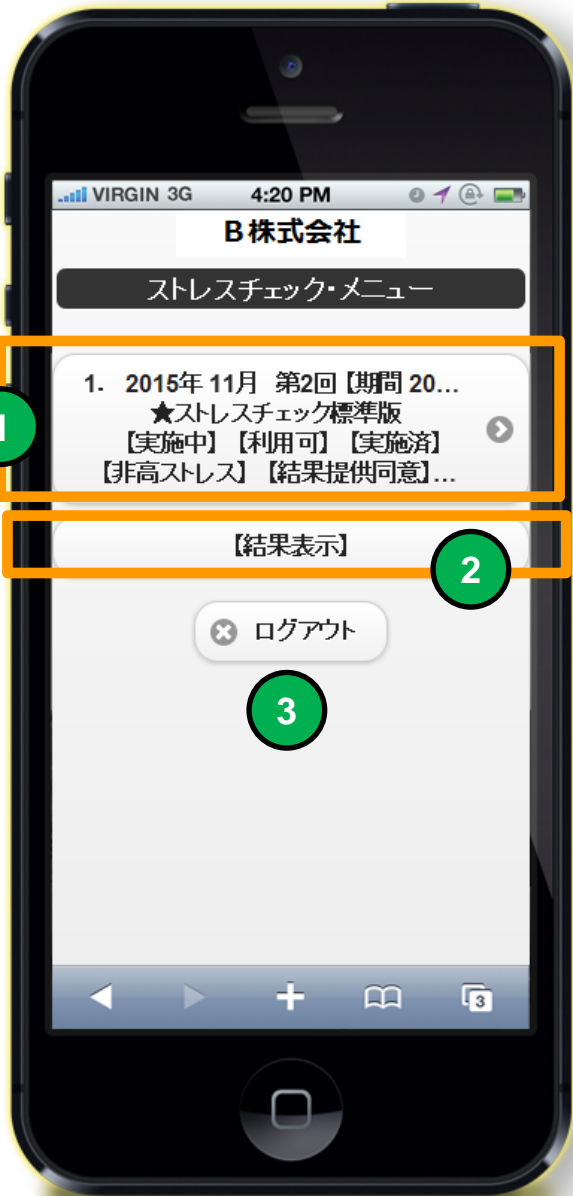 VIRGIN 3G 4:20 PM
B株式会社
ストレスチェック・メニュー
1. 2015年 11月 第2回【期間 20…
★ストレスチェック標準版
【実施中】【利用可】【実施済】
【非高ストレス】【結果提供同意】…
1
【結果表示】
2
ログアウト
3
3